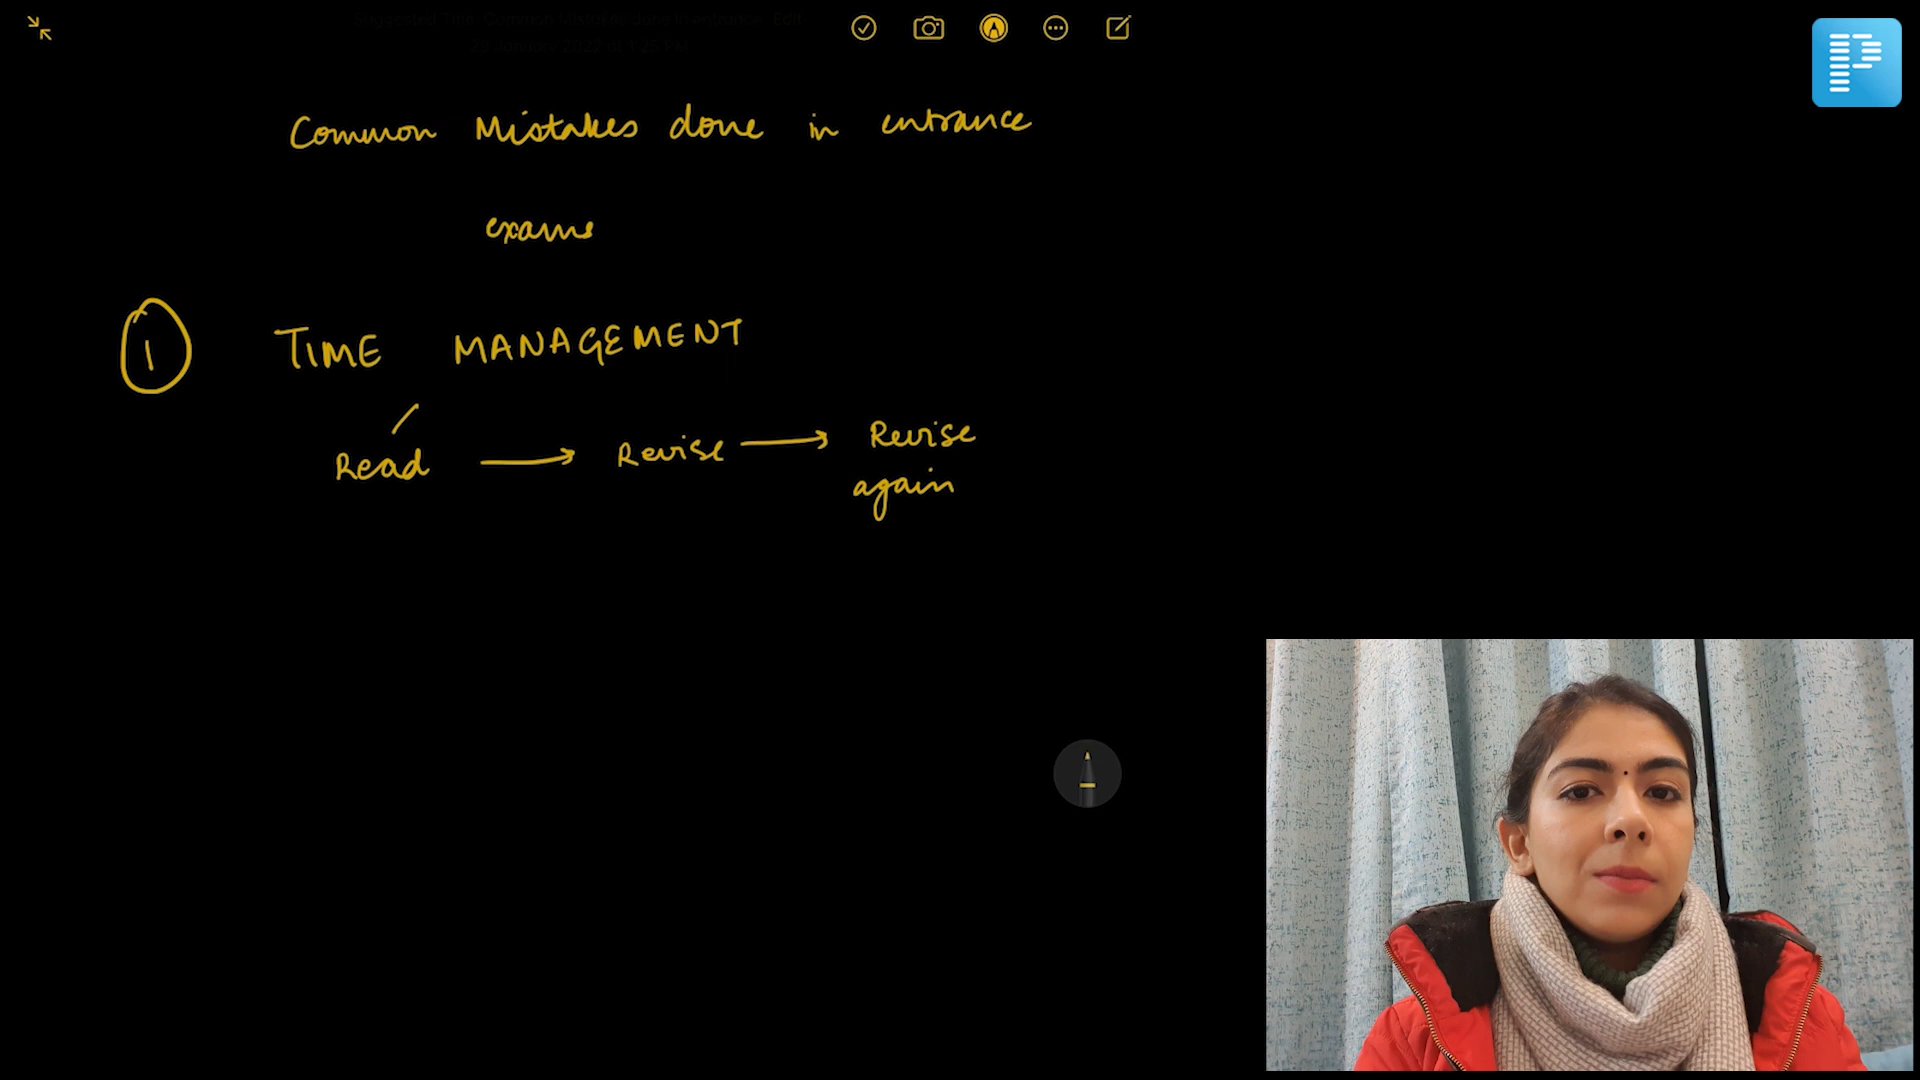 Common Mistakes done in entrance
exams
1 TIME MANAGEMENT
Read → Revise → Revise
again
P